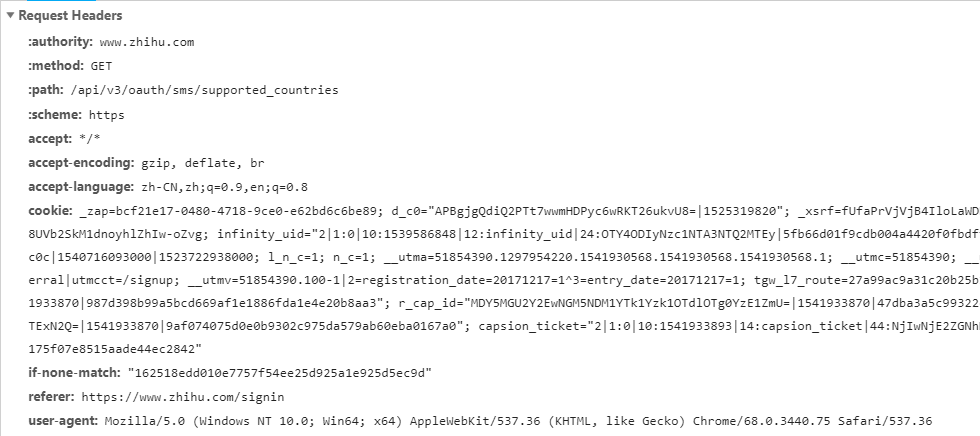 Request Headers
:authority: www.zhihu.com
:method: GET
:path: /api/v3/oauth/sms/supported_countries
:scheme: https
accept: */*
accept-encoding: gzip, deflate, br
accept-language: zh-CN,zh;q=0.9,en;q=0.8
cookie: _zap=bcf21e17-0480-4718-9ce0-e62bd6c6be89; d_c0="APBgjgQdiQ2PTt7wwmHDPyc6wRKT26ukvU8=|1525319820"; _xsrf=fUfaPrVjVjB4IloLaWD
8UVb2SkM1dnoyhlZhIw-oZvg; infinity_uid="2|1:0|10:1539586848|12:infinity_uid|24:OTY4ODIyNzc1NTA3NTQ2MTEy|5fb66d01f9cdb004a4420f0fbdf
c0c|1540716093000|1523722938000; l_n_c=1; n_c=1; __utma=51854390.1297954220.1541930568.1541930568.1541930568.1; __utmc=51854390; __
erral|utmcct=/signup; __utmv=51854390.100-1|2=registration_date=20171217=1^3=entry_date=20171217=1; tgw_l7_route=27a99ac9a31c20b25b
1933870|987d398b99a5bcd669af1e1886fda1e4e20b8aa3"; r_cap_id="MDY5MGU2Y2EwNGM5NDM1YTk1Yzk1OTdlOTg0YzE1ZmU=|1541933870|47dba3a5c99322
TExN2Q=|1541933870|9af074075d0e0b9302c975da579ab60eba0167a0"; capsion_ticket="2|1:0|10:1541933893|14:capsion_ticket|44:NjIwNjE2ZGNh
175f07e8515aade44ec2842"
if-none-match: "162518edd010e7757f54ee25d925a1e925d5ec9d"
referer: https://www.zhihu.com/signin
user-agent: Mozilla/5.0 (Windows NT 10.0; Win64; x64) AppleWebKit/537.36 (KHTML, like Gecko) Chrome/68.0.3440.75 Safari/537.36